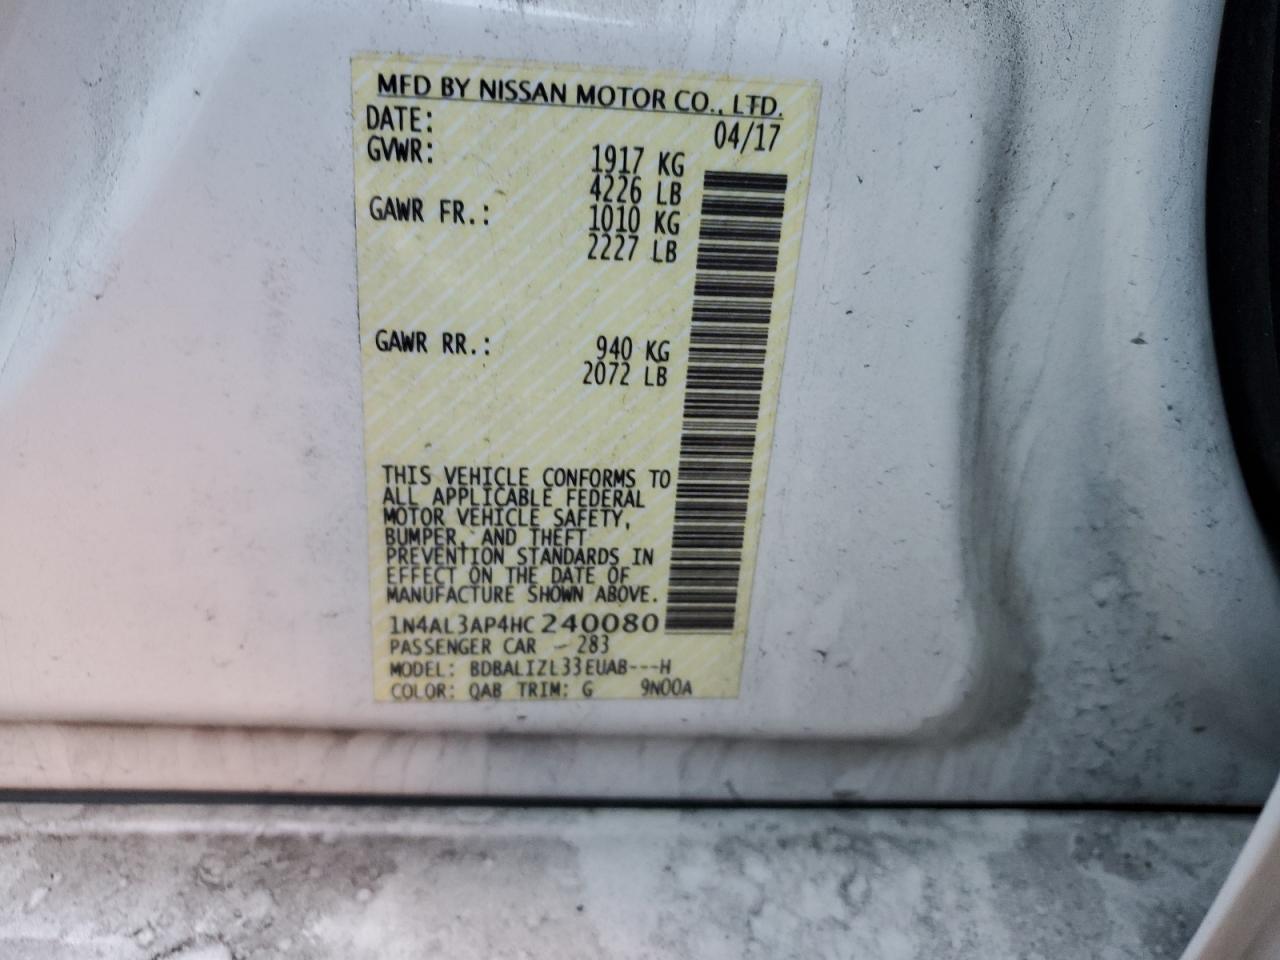 MFD BY NISSAN MOTOR CO., LTD.
DATE: 04/17
GVWR: 1917 KG
4226 LB
GAWR FR.: 1010 KG
2227 LB
GAWR RR.: 940 KG
2072 LB
THIS VEHICLE CONFORMS TO
ALL APPLICABLE FEDERAL
MOTOR VEHICLE SAFETY,
BUMPER, AND THEFT
PREVENTION STANDARDS IN
EFFECT ON THE DATE OF
MANUFACTURE SHOWN ABOVE.
1N4AL3AP4HC240080
PASSENGER CAR - 283
MODEL: BDBALIZL33EUAB---H
COLOR: QAB TRIM: G 9N00A